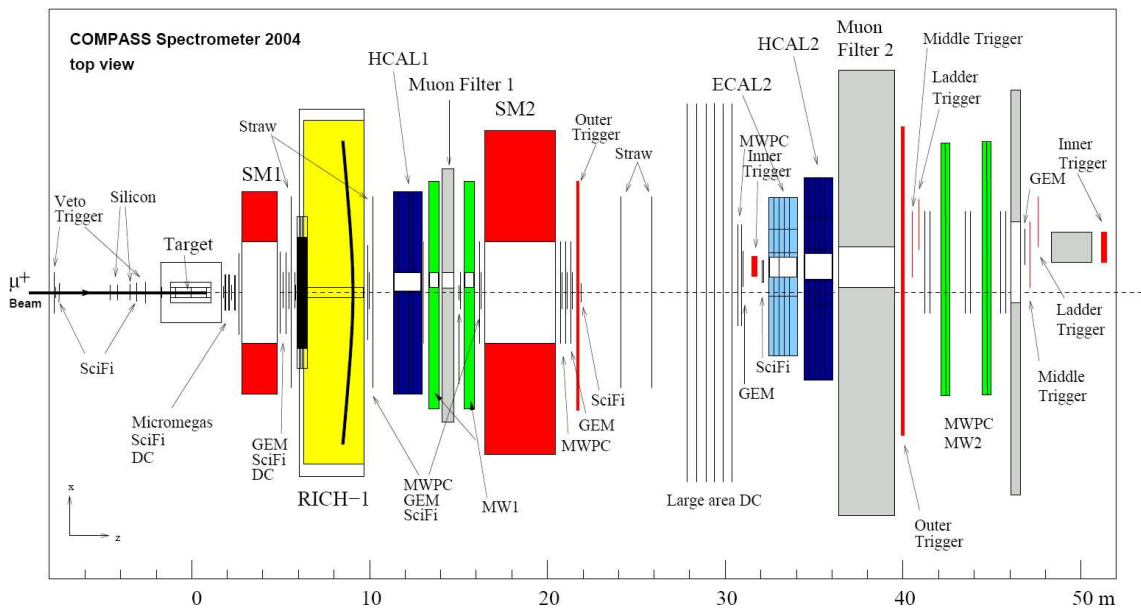 COMPASS Spectrometer 2004
top view
Muon
Filter 2
HCAL2
Middle Trigger
HCAL1
Muon Filter 1
ECAL2
Ladder
Trigger
SM2
Outer
Trigger
Straw
Straw
MWPC
Inner
Trigger
GEM
Inner
Trigger
SM1
Veto
Trigger
Silicon
Target
μ+
Beam
SciFi
Micromegas
SciFi
DC
GEM
SciFi
DC
RICH-1
MWPC
GEM
SciFi
MW1
MWPC
GEM
SciFi
Large area DC
GEM
SciFi
Outer
Trigger
MWPC
MW2
Middle
Trigger
Ladder
Trigger
x
z
0
10
20
30
40
50 m